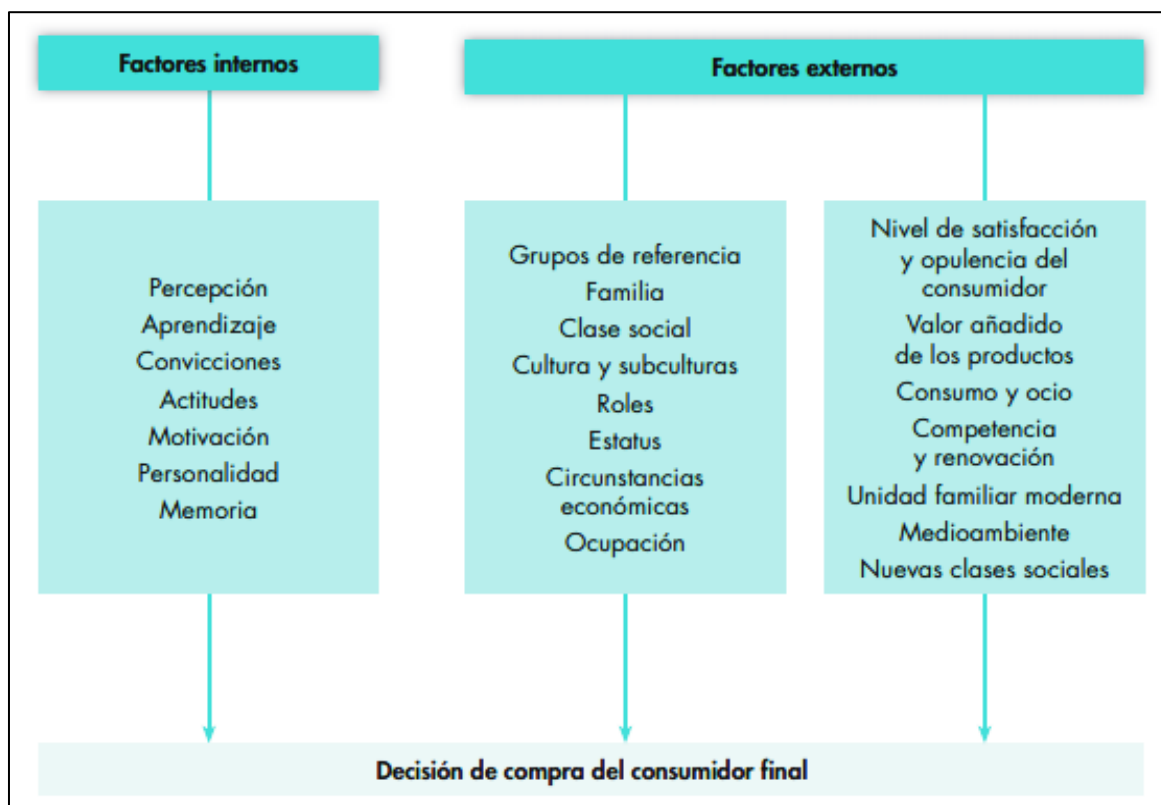 Factores internos
Factores externos
Percepción
Aprendizaje
Convicciones
Actitudes
Motivación
Personalidad
Memoria
Grupos de referencia
Familia
Clase social
Cultura y subculturas
Roles
Estatus
Circunstancias
económicas
Ocupación
Nivel de satisfacción
y opulencia del
consumidor
Valor añadido
de los productos
Consumo y ocio
Competencia
y renovación
Unidad familiar moderna
Medioambiente
Nuevas clases sociales
Decisión de compra del consumidor final